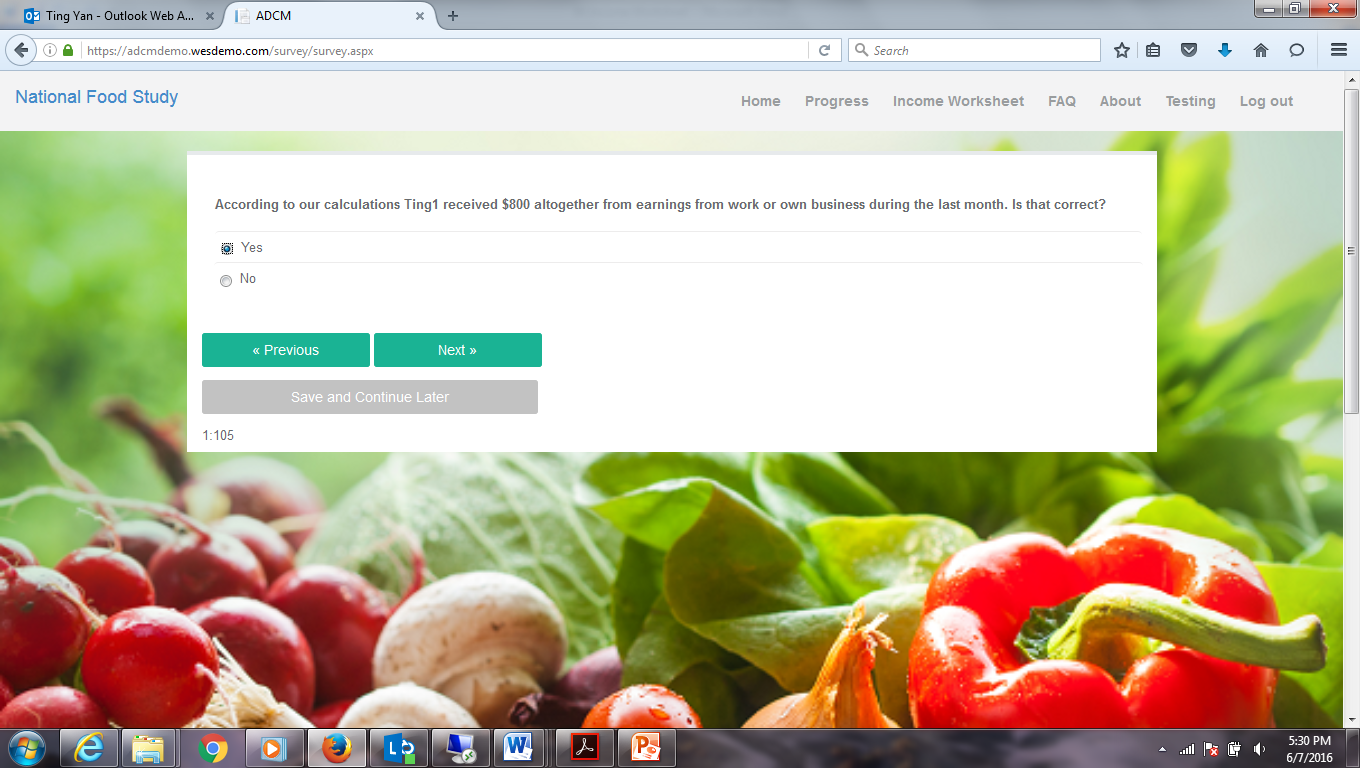 Ting Yan - Outlook Web A...
ADCM
https://adcmdemo.wesdemo.com/survey/survey.aspx
Search
National Food Study
Home Progress Income Worksheet FAQ About Testing Log out
According to our calculations Ting1 received $800 altogether from earnings from work or own business during the last month. Is that correct?
Yes
No
« Previous
Next »
Save and Continue Later
1:105
5:30 PM
6/7/2016